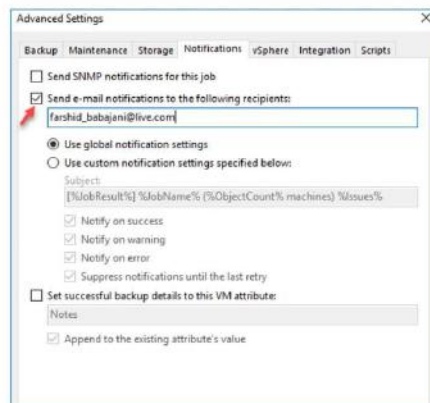 Advanced Settings
Backup Maintenance Storage Notifications vSphere Integration Scripts
Send SNMP notifications for this job
Send e-mail notifications to the following recipients:
farshid_babajani@live.com
Use global notification settings
Use custom notification settings specified below:
Subject:
[%JobResult%] %JobName% (%ObjectCount% machines) %Issues%
Notify on success
Notify on warning
Notify on error
Suppress notifications until the last retry
Set successful backup details to this VM attribute:
Notes
Append to the existing attribute's value